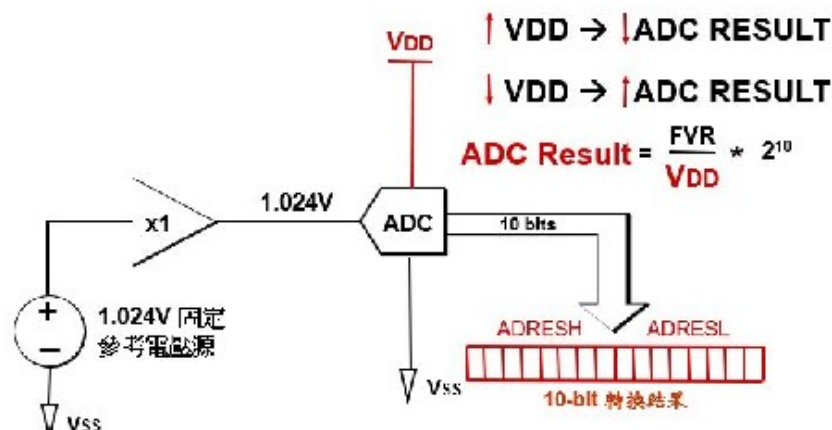 VDD
↑ VDD → ↓ ADC RESULT
↓ VDD → ↑ ADC RESULT
ADC Result = FVR / VDD * 2¹⁰
x1
1.024V
ADC
10 bits
+
−
1.024V 固定
參考電壓源
Vss
Vss
ADRESH ADRESL
10-bit 轉換結果